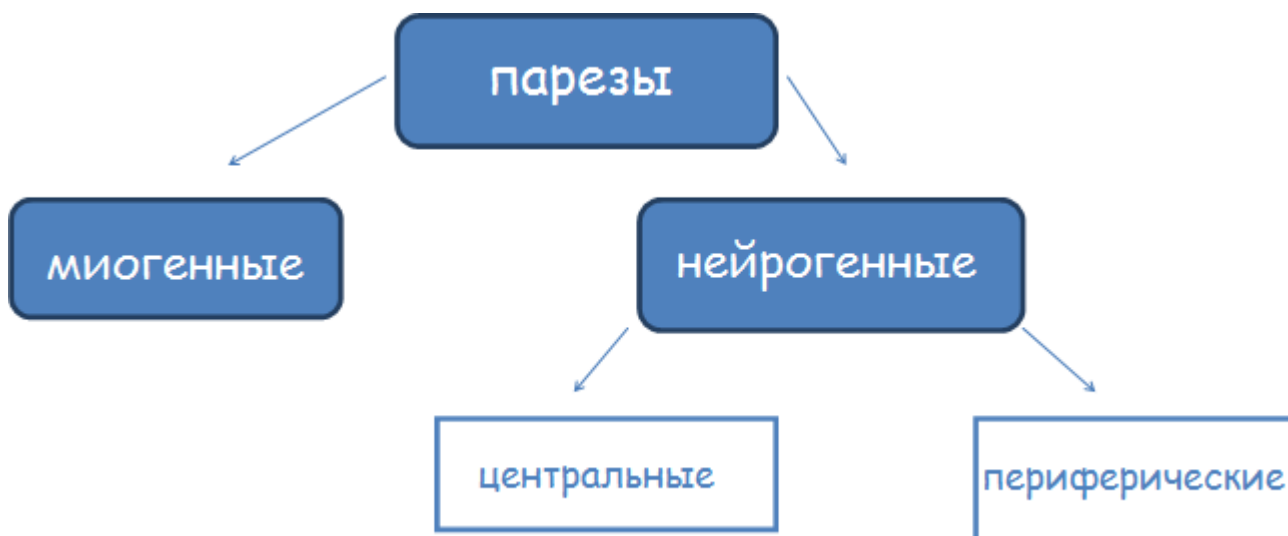 парезы
миогенные
нейрогенные
центральные
периферические